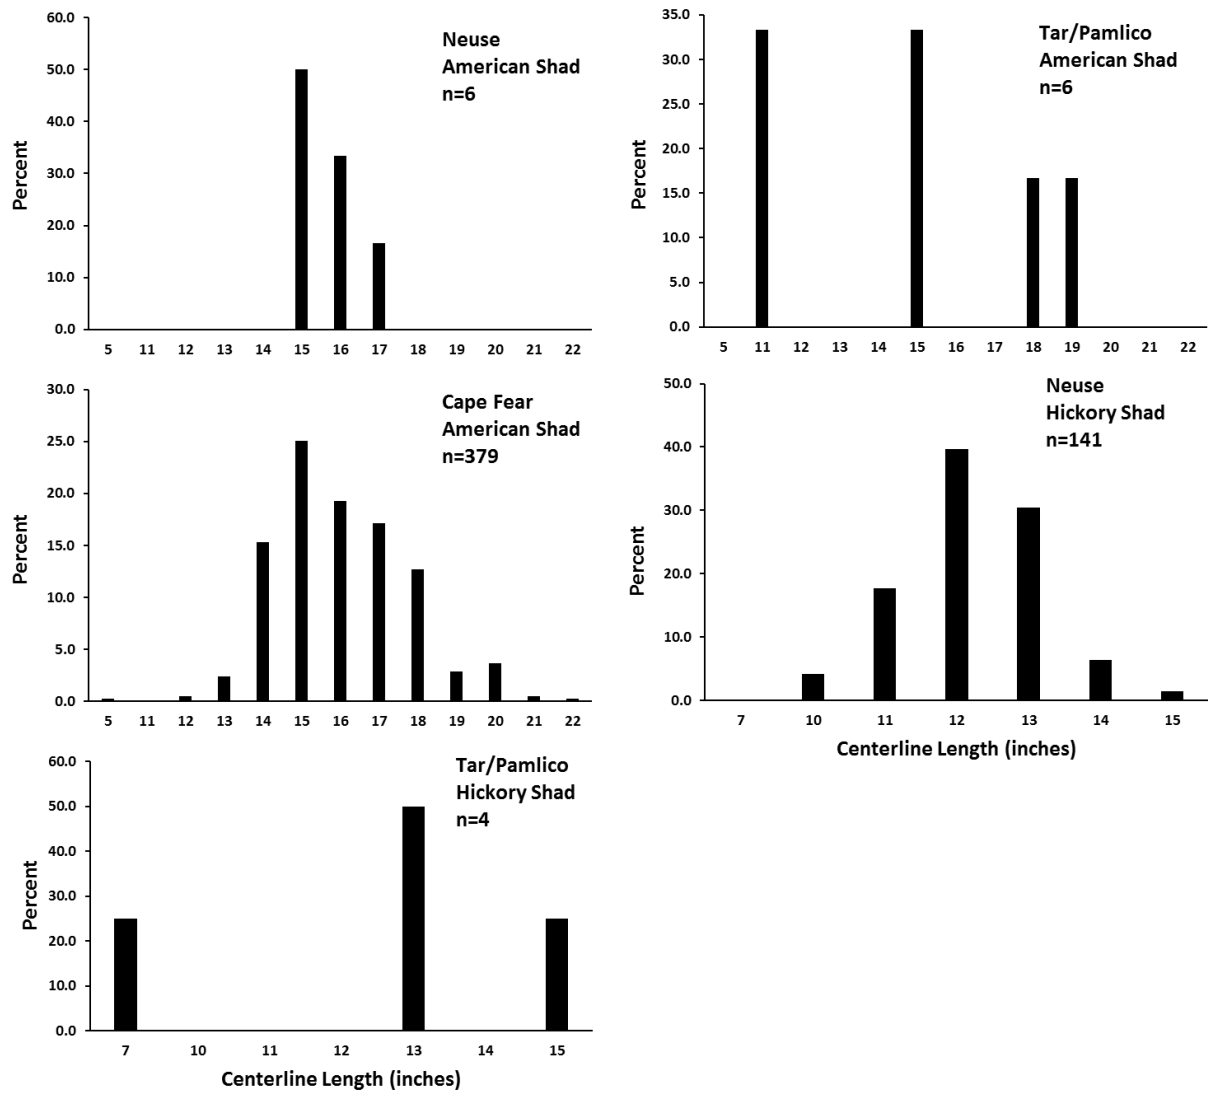 Neuse
American Shad
n=6
Percent
60.0
50.0
40.0
30.0
20.0
10.0
0.0
5 11 12 13 14 15 16 17 18 19 20 21 22
Tar/Pamlico
American Shad
n=6
Percent
35.0
30.0
25.0
20.0
15.0
10.0
5.0
0.0
5 11 12 13 14 15 16 17 18 19 20 21 22
Cape Fear
American Shad
n=379
Percent
30.0
25.0
20.0
15.0
10.0
5.0
0.0
5 11 12 13 14 15 16 17 18 19 20 21 22
Neuse
Hickory Shad
n=141
Percent
50.0
40.0
30.0
20.0
10.0
0.0
7 10 11 12 13 14 15
Centerline Length (inches)
Tar/Pamlico
Hickory Shad
n=4
Percent
60.0
50.0
40.0
30.0
20.0
10.0
0.0
7 10 11 12 13 14 15
Centerline Length (inches)